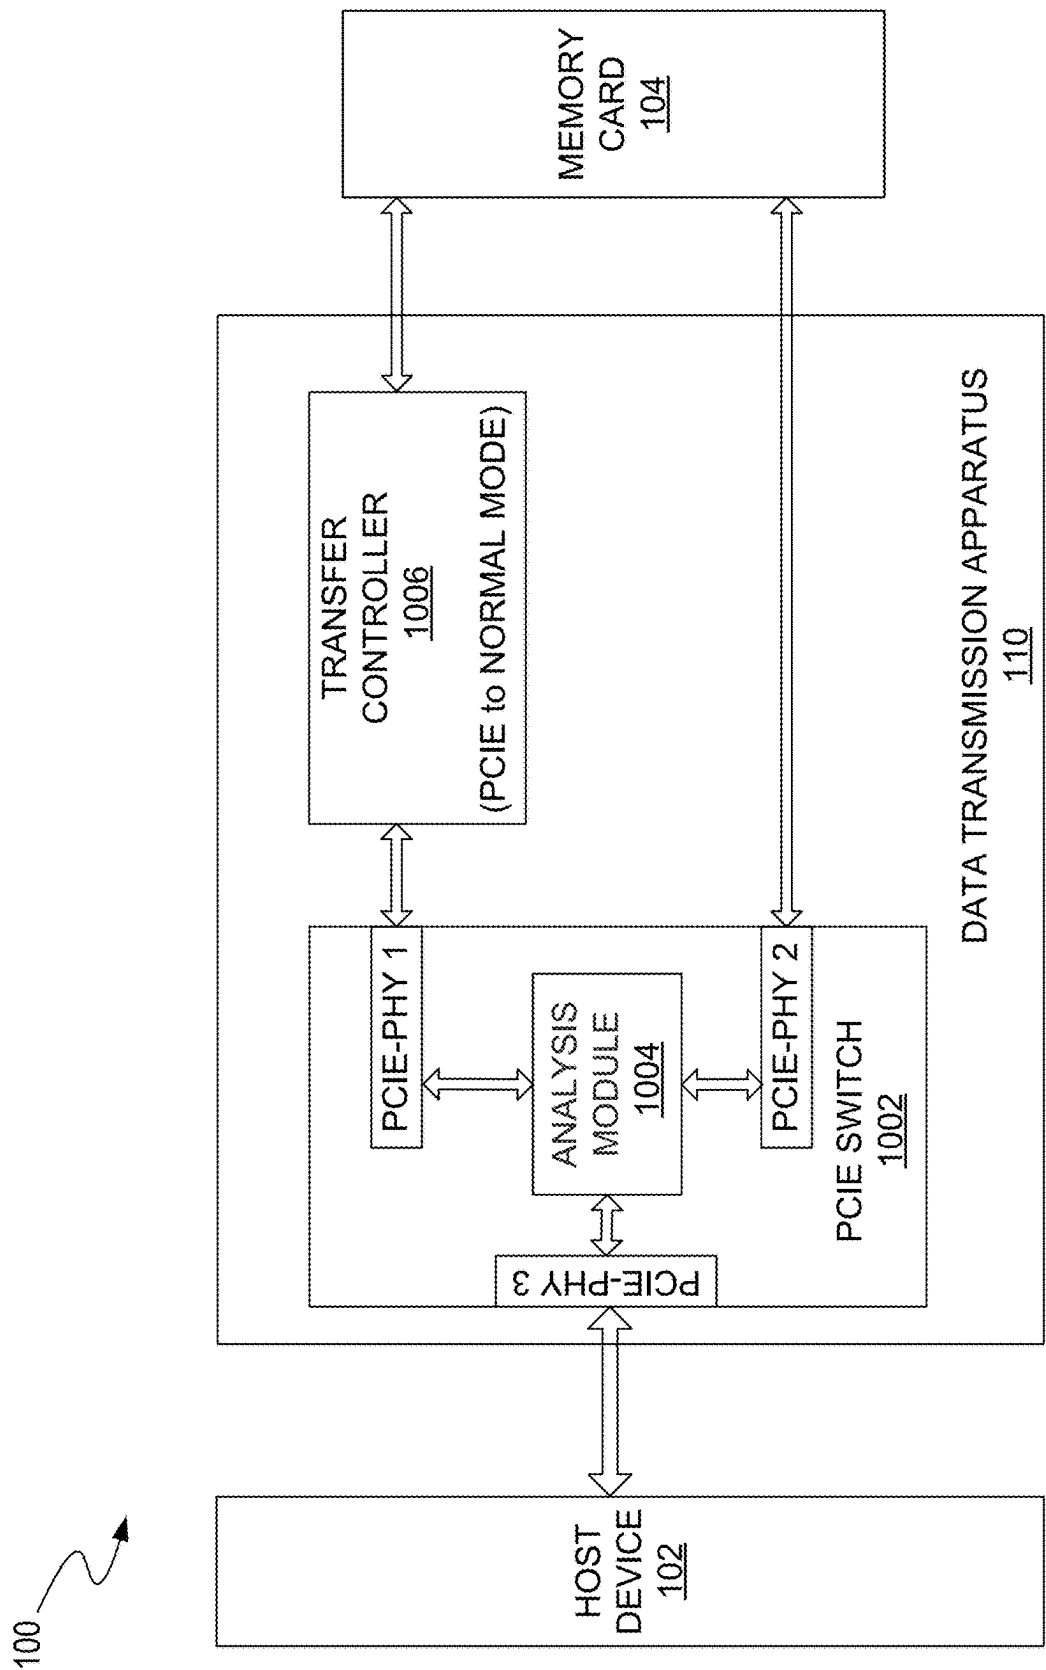 100
HOST
DEVICE
102
PCIE-PHY 3
PCIE-PHY 1
ANALYSIS
MODULE
1004
PCIE-PHY 2
PCIE SWITCH
1002
TRANSFER
CONTROLLER
1006
(PCIE to NORMAL MODE)
DATA TRANSMISSION APPARATUS
110
MEMORY
CARD
104